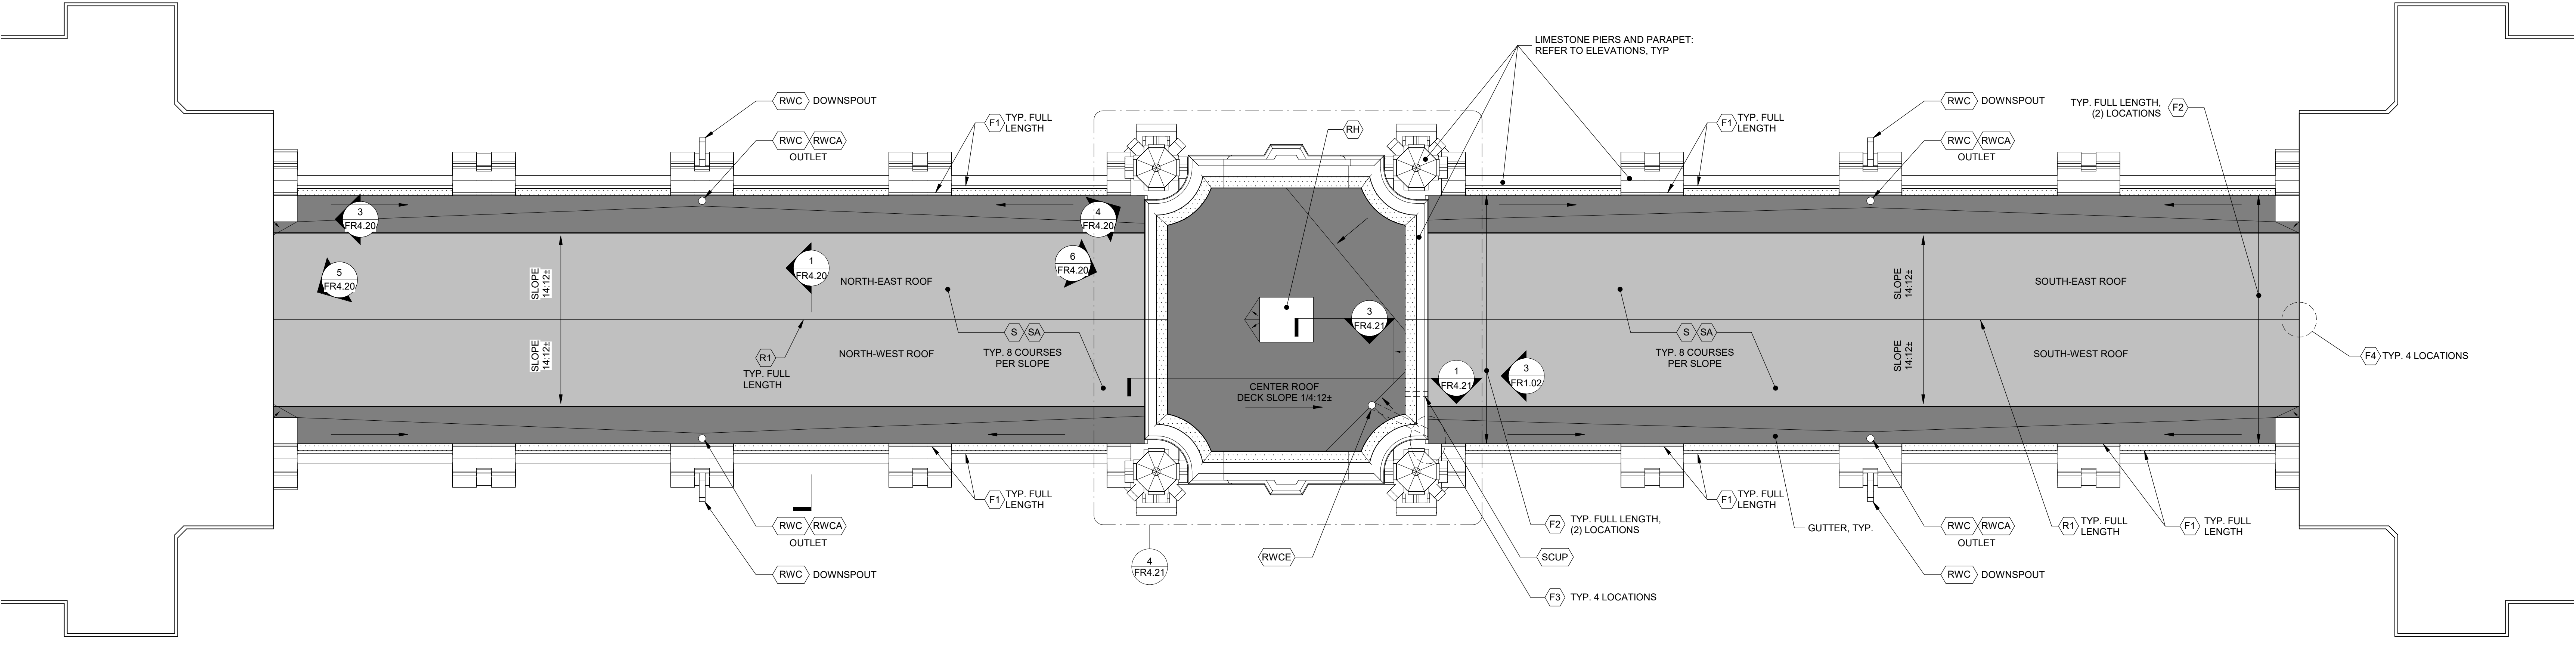 LIMESTONE PIERS AND PARAPET:
REFER TO ELEVATIONS, TYP
RWC DOWNSPOUT
RWC RWCA
OUTLET
F1 TYP. FULL
LENGTH
RH
F1 TYP. FULL
LENGTH
RWC DOWNSPOUT
RWC RWCA
OUTLET
TYP. FULL LENGTH, F2
(2) LOCATIONS
3
FR4.20
4
FR4.20
5
FR4.20
6
FR4.20
1
FR4.20
SLOPE
14:12±
NORTH-EAST ROOF
S SA
TYP. 8 COURSES
PER SLOPE
SLOPE
14:12±
R1
TYP. FULL
LENGTH
NORTH-WEST ROOF
3
FR4.21
CENTER ROOF
DECK SLOPE 1/4:12±
1
FR4.21
3
FR1.02
S SA
TYP. 8 COURSES
PER SLOPE
SLOPE
14:12±
SOUTH-EAST ROOF
SLOPE
14:12±
SOUTH-WEST ROOF
F4 TYP. 4 LOCATIONS
RWC RWCA
OUTLET
RWC DOWNSPOUT
F1 TYP. FULL
LENGTH
4
FR4.21
RWCE
F2 TYP. FULL LENGTH,
(2) LOCATIONS
SCUP
F3 TYP. 4 LOCATIONS
F1 TYP. FULL
LENGTH
GUTTER, TYP.
RWC RWCA
OUTLET
RWC DOWNSPOUT
R1 TYP. FULL
LENGTH
F1 TYP. FULL
LENGTH